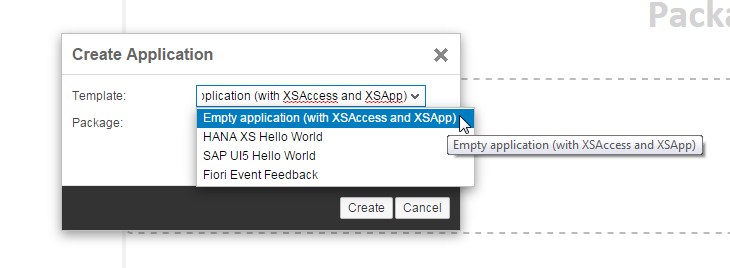 Packa
Create Application
Template:
plication (with XSAccess and XSApp)
Package:
Empty application (with XSAccess and XSApp)
HANA XS Hello World
SAP UI5 Hello World
Fiori Event Feedback
Empty application (with XSAccess and XSApp)
Create Cancel